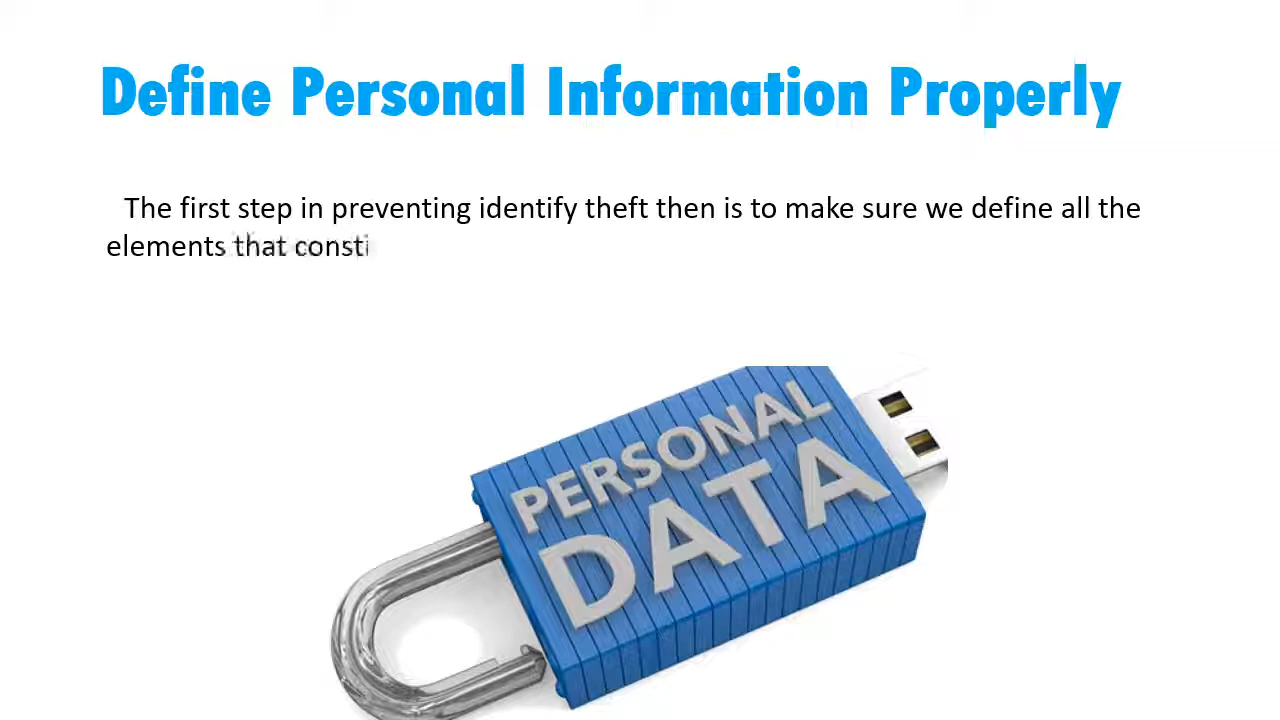 Define Personal Information Properly
The first step in preventing identify theft then is to make sure we define all the
elements that
PERSONAL
DATA